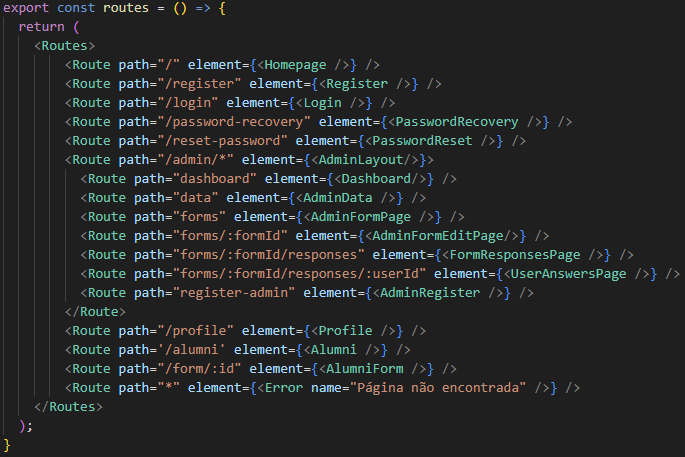 export const routes = () => {
return (
<Routes>
<Route path="/" element={<Homepage />} />
<Route path="/register" element={<Register />} />
<Route path="/login" element={<Login />} />
<Route path="/password-recovery" element={<PasswordRecovery />} />
<Route path="/reset-password" element={<PasswordReset />} />
<Route path="/admin/*" element={<AdminLayout/>}>
<Route path="dashboard" element={<Dashboard/>} />
<Route path="data" element={<AdminData />} />
<Route path="forms" element={<AdminFormPage />} />
<Route path="forms/:formId" element={<AdminFormEditPage/>} />
<Route path="forms/:formId/responses" element={<FormResponsesPage />} />
<Route path="forms/:formId/responses/:userId" element={<UserAnswersPage />} />
<Route path="register-admin" element={<AdminRegister />} />
</Route>
<Route path="/profile" element={<Profile />} />
<Route path='/alumni' element={<Alumni />} />
<Route path="/form/:id" element={<AlumniForm />} />
<Route path="*" element={<Error name="Página não encontrada" />} />
</Routes>
);
}